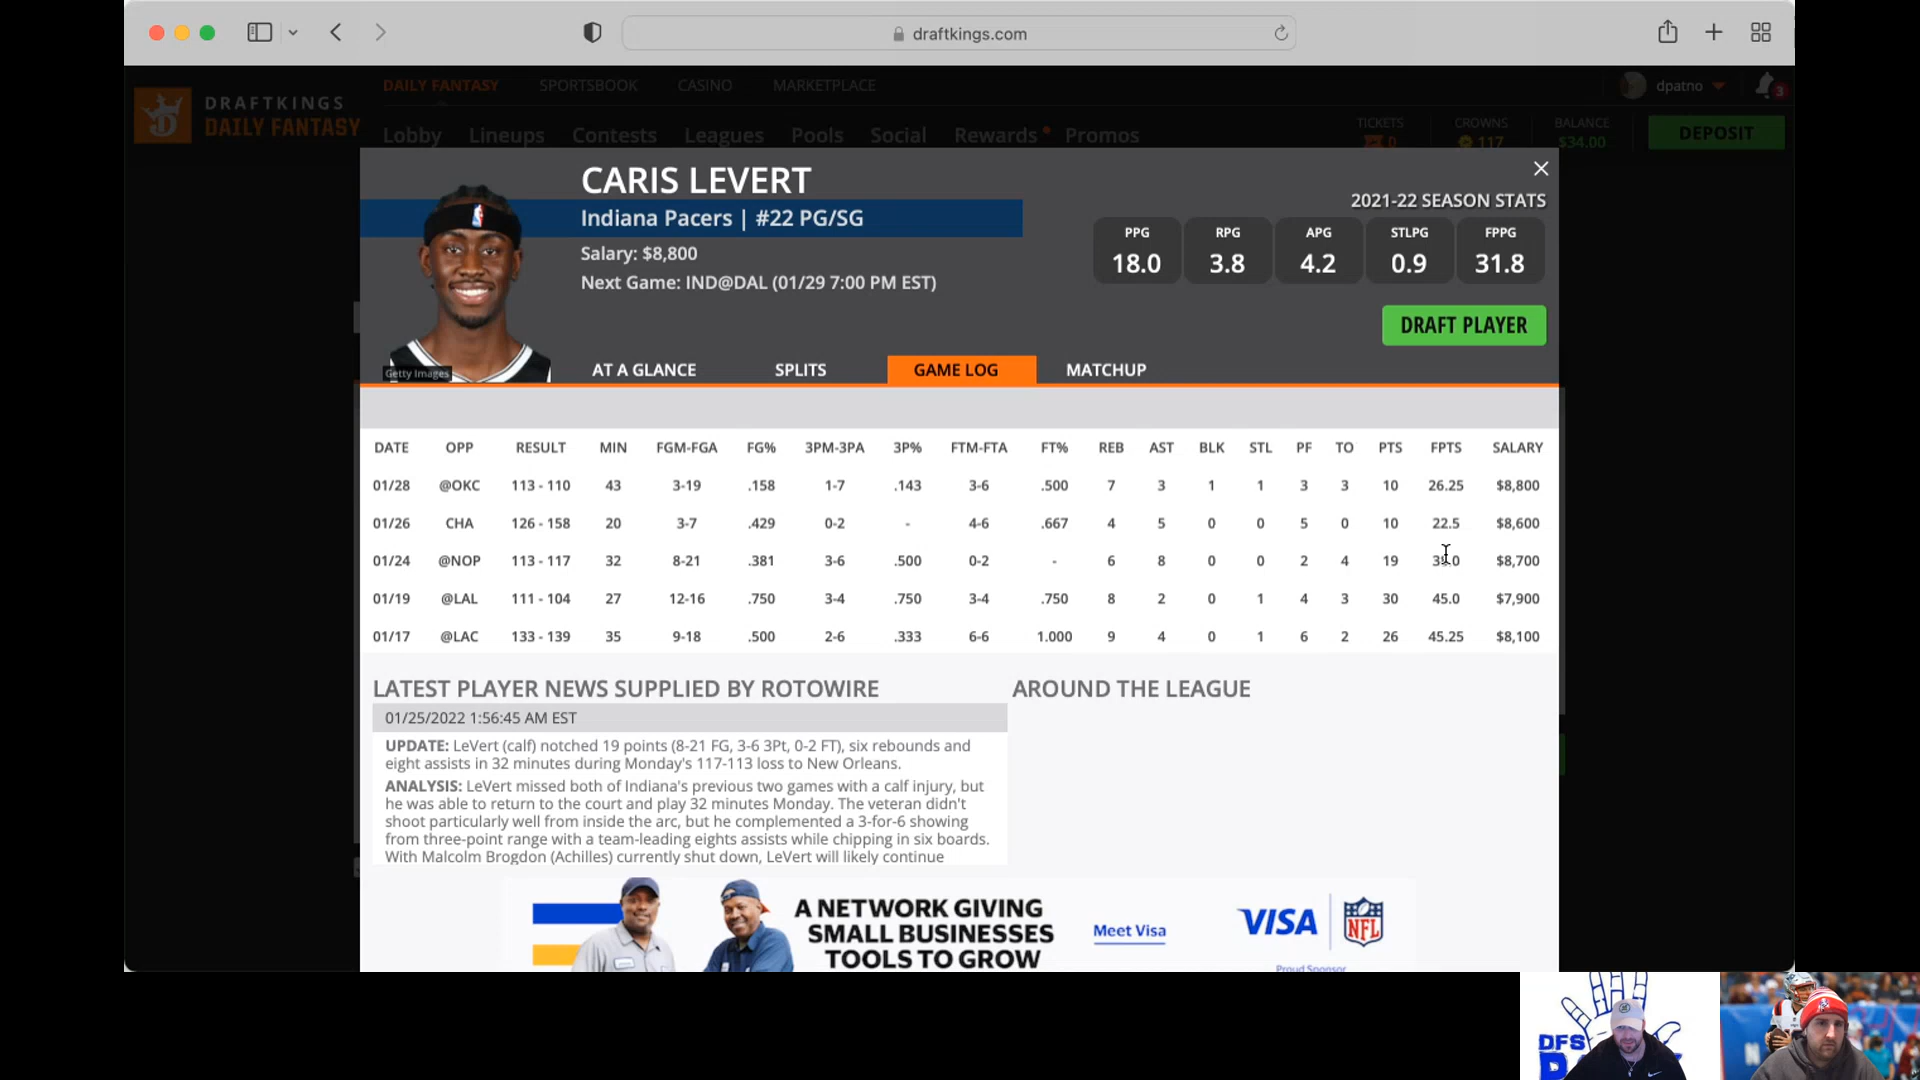 draftkings.com
DRAFTKINGS
DAILY FANTASY
DAILY FANTASY SPORTSBOOK CASINO MARKETPLACE
dpatno
3
Lobby Lineups Contests Leagues Pools Social Rewards Promos
TICKETS CROWNS BALANCE
0 117 $34.00
DEPOSIT
CARIS LEVERT
Indiana Pacers | #22 PG/SG
Salary: $8,800
Next Game: IND@DAL (01/29 7:00 PM EST)
2021-22 SEASON STATS
PPG RPG APG STLPG FPPG
18.0 3.8 4.2 0.9 31.8
DRAFT PLAYER
Getty Images
AT A GLANCE SPLITS GAME LOG MATCHUP
DATE OPP RESULT MIN FGM-FGA FG% 3PM-3PA 3P% FTM-FTA FT% REB AST BLK STL PF TO PTS FPTS SALARY
01/28 @OKC 113 - 110 43 3-19 .158 1-7 .143 3-6 .500 7 3 1 1 3 3 10 26.25 $8,800
01/26 CHA 126 - 158 20 3-7 .429 0-2 - 4-6 .667 4 5 0 0 5 0 10 22.5 $8,600
01/24 @NOP 113 - 117 32 8-21 .381 3-6 .500 0-2 - 6 8 0 0 2 4 19 $8,700
01/19 @LAL 111 - 104 27 12-16 .750 3-4 .750 3-4 .750 8 2 0 1 4 3 30 45.0 $7,900
01/17 @LAC 133 - 139 35 9-18 .500 2-6 .333 6-6 1.000 9 4 0 1 6 2 26 45.25 $8,100
LATEST PLAYER NEWS SUPPLIED BY ROTOWIRE
AROUND THE LEAGUE
01/25/2022 1:56:45 AM EST
UPDATE: LeVert (calf) notched 19 points (8-21 FG, 3-6 3Pt, 0-2 FT), six rebounds and
eight assists in 32 minutes during Monday's 117-113 loss to New Orleans.
ANALYSIS: LeVert missed both of Indiana's previous two games with a calf injury, but
he was able to return to the court and play 32 minutes Monday. The veteran didn't
shoot particularly well from inside the arc, but he complemented a 3-for-6 showing
from three-point range with a team-leading eights assists while chipping in six boards.
With Malcolm Brogdon (Achilles) currently shut down, LeVert will likely continue
A NETWORK GIVING
SMALL BUSINESSES
TOOLS TO GROW
Meet Visa
VISA
NFL
Proud Sponsor
DFS